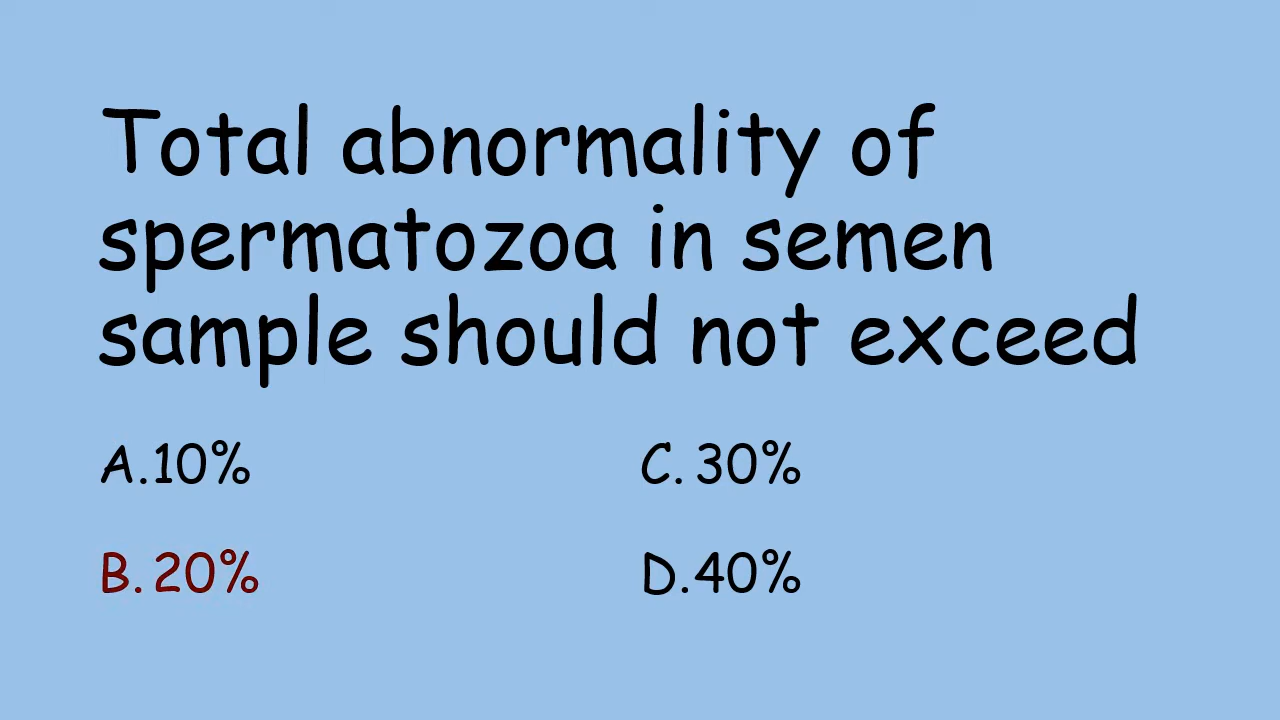 Total abnormality of
spermatozoa in semen
sample should not exceed
A.10%
B. 20%
C. 30%
D.40%